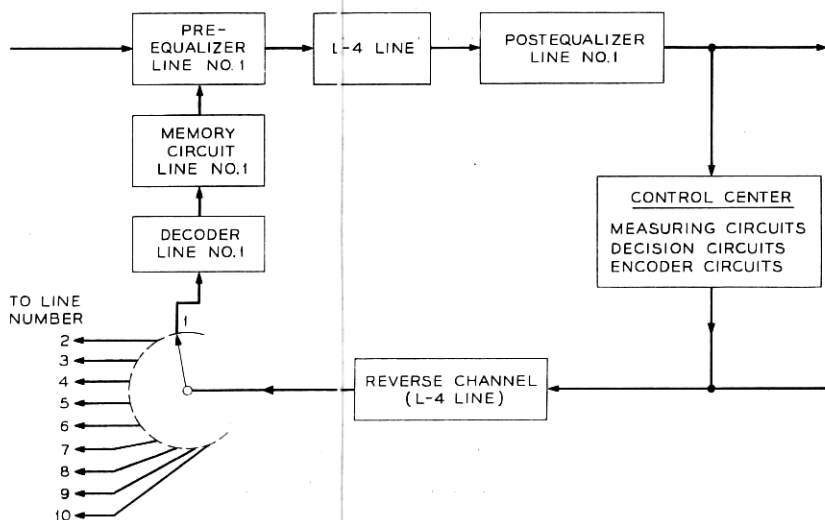 PRE-
EQUALIZER
LINE NO.1
L-4 LINE
POSTEQUALIZER
LINE NO.1
MEMORY
CIRCUIT
LINE NO.1
CONTROL CENTER
MEASURING CIRCUITS
DECISION CIRCUITS
ENCODER CIRCUITS
DECODER
LINE NO.1
TO LINE
NUMBER
1
2
3
4
5
6
7
8
9
10
REVERSE CHANNEL
(L-4 LINE)